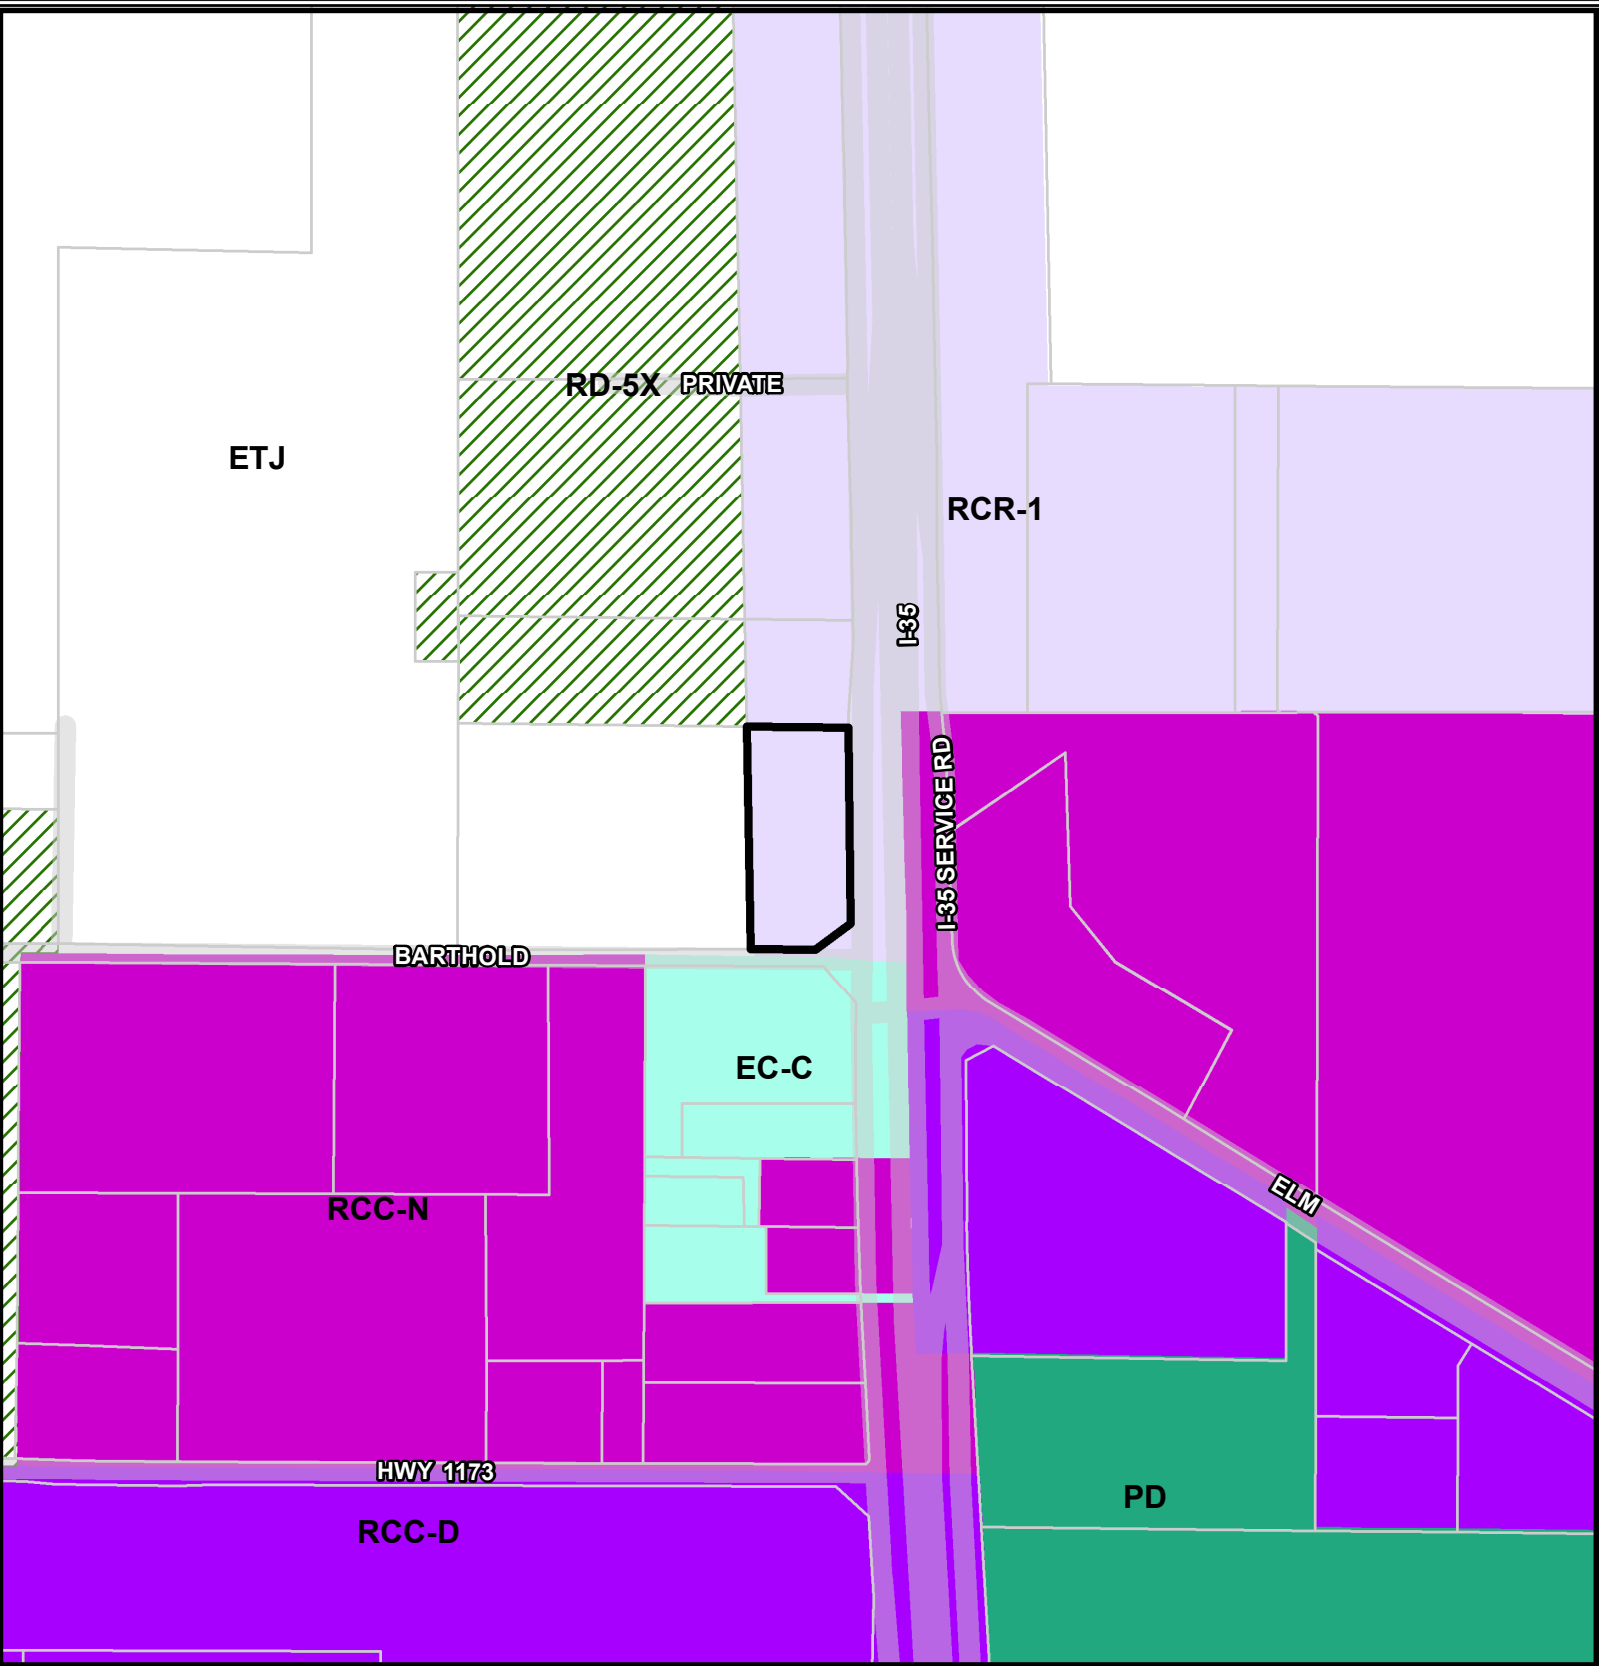 RD-5X
PRIVATE
ETJ
RCR-1
I-35
I-35 SERVICE RD
BARTHOLD
EC-C
ELM
RCC-N
HWY 1173
PD
RCC-D